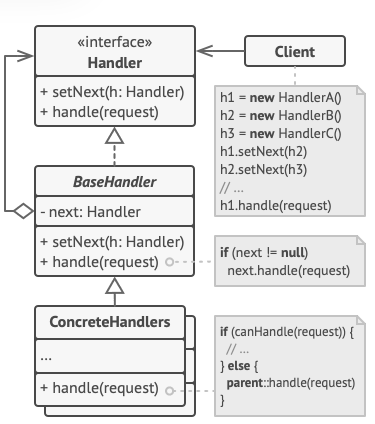 «interface»
Handler
+ setNext(h: Handler)
+ handle(request)
Client
h1 = new HandlerA()
h2 = new HandlerB()
h3 = new HandlerC()
h1.setNext(h2)
h2.setNext(h3)
// ...
h1.handle(request)
BaseHandler
- next: Handler
+ setNext(h: Handler)
+ handle(request)
if (next != null)
next.handle(request)
ConcreteHandlers
...
+ handle(request)
if (canHandle(request)) {
// ...
} else {
parent::handle(request)
}